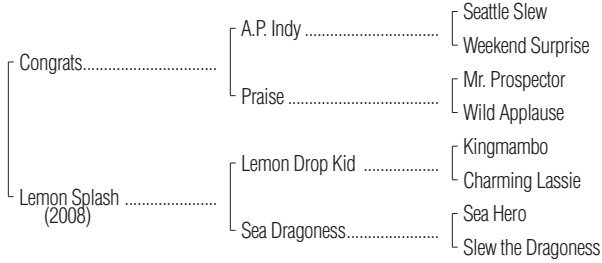 Seattle Slew
A.P. Indy ................................
Weekend Surprise
Congrats................................
Mr. Prospector
Praise ....................................
Wild Applause
Kingmambo
Lemon Drop Kid ..................
Charming Lassie
Lemon Splash ......................
(2008)
Sea Hero
Sea Dragoness......................
Slew the Dragoness